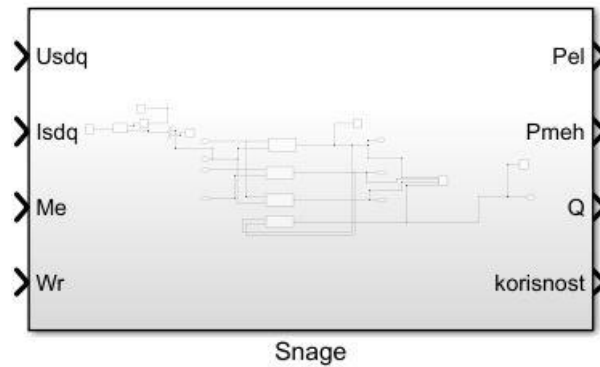 Usdq
Pel
Isdq
Pmeh
Me
Q
Wr
korisnost
Snage